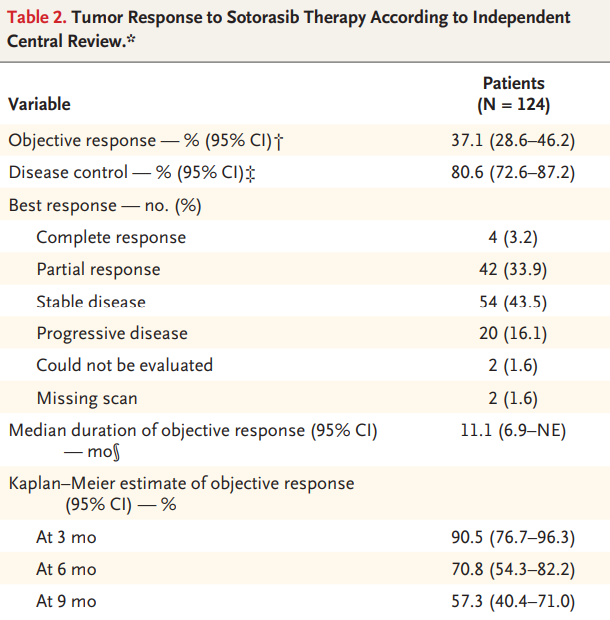 Table 2. Tumor Response to Sotorasib Therapy According to Independent
Central Review.*
Variable
Patients
(N = 124)
Objective response — % (95% CI)† 37.1 (28.6–46.2)
Disease control — % (95% CI)‡ 80.6 (72.6–87.2)
Best response — no. (%)
Complete response 4 (3.2)
Partial response 42 (33.9)
Stable disease 54 (43.5)
Progressive disease 20 (16.1)
Could not be evaluated 2 (1.6)
Missing scan 2 (1.6)
Median duration of objective response (95% CI) 11.1 (6.9–NE)
— mo§
Kaplan–Meier estimate of objective response
(95% CI) — %
At 3 mo 90.5 (76.7–96.3)
At 6 mo 70.8 (54.3–82.2)
At 9 mo 57.3 (40.4–71.0)